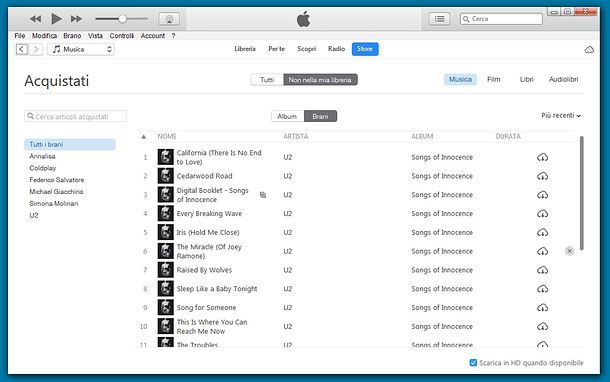 Cerca
File Modifica Brano Vista Controlli Account ?
Musica Libreria Per te Scopri Radio Store
Acquistati Tutti Non nella mia libreria Musica Film Libri Audiolibri
Cerca articoli acquistati Album Brani Più recenti
Tutti i brani
Annalisa
Coldplay
Federico Salvatore
Michael Giacchino
Simona Molinari
U2
NOME ARTISTA ALBUM DURATA
1 California (There Is No End
to Love) U2 Songs of Innocence
2 Cedarwood Road U2 Songs of Innocence
3 Digital Booklet - Songs
of Innocence U2 Songs of Innocence
4 Every Breaking Wave U2 Songs of Innocence
5 Iris (Hold Me Close) U2 Songs of Innocence
6 The Miracle (Of Joey
Ramone) U2 Songs of Innocence
7 Raised By Wolves U2 Songs of Innocence
8 Sleep Like a Baby Tonight U2 Songs of Innocence
9 Song for Someone U2 Songs of Innocence
10 This Is Where You Can
Reach Me Now U2 Songs of Innocence
11 The Troubles U2 Songs of Innocence
Scarica in HD quando disponibile